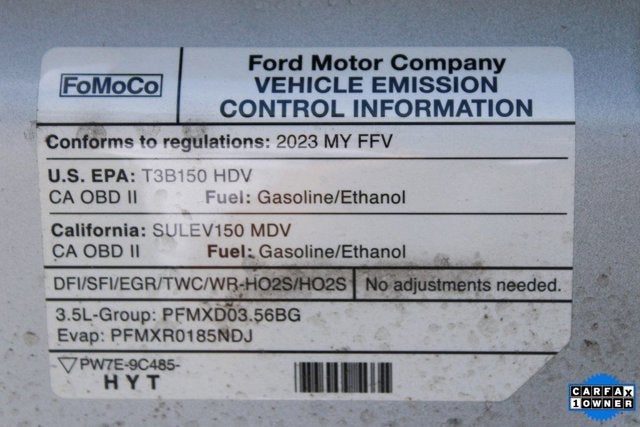 FoMoCo
Ford Motor Company
VEHICLE EMISSION
CONTROL INFORMATION
Conforms to regulations: 2023 MY FFV
U.S. EPA: T3B150 HDV
CA OBD II Fuel: Gasoline/Ethanol
California: SULEV150 MDV
CA OBD II Fuel: Gasoline/Ethanol
DFI/SFI/EGR/TWC/WR-HO2S/HO2S No adjustments needed.
3.5L-Group: PFMXD03.56BG
Evap: PFMXR0185NDJ
PW7E-9C485-
HYT
CARFAX
1 OWNER